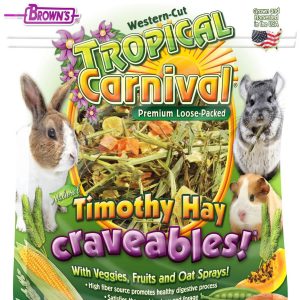 BROWN'S
Western-Cut
Grown and
Harvested
in the USA
TROPICAL
Carnival
Premium Loose-Packed
Natural
Timothy Hay
craveables!
With Veggies, Fruits and Oat Sprays!
• High fiber source promotes healthy digestive process